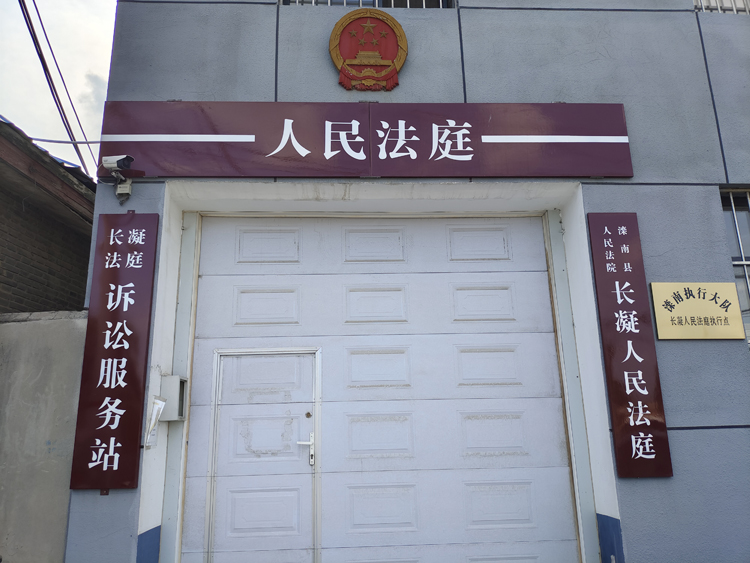 人民法庭
长凝
法庭
诉讼服务站
滦南县
人民法院
长凝人民法庭
滦南执行大队
长凝人民法庭执行点